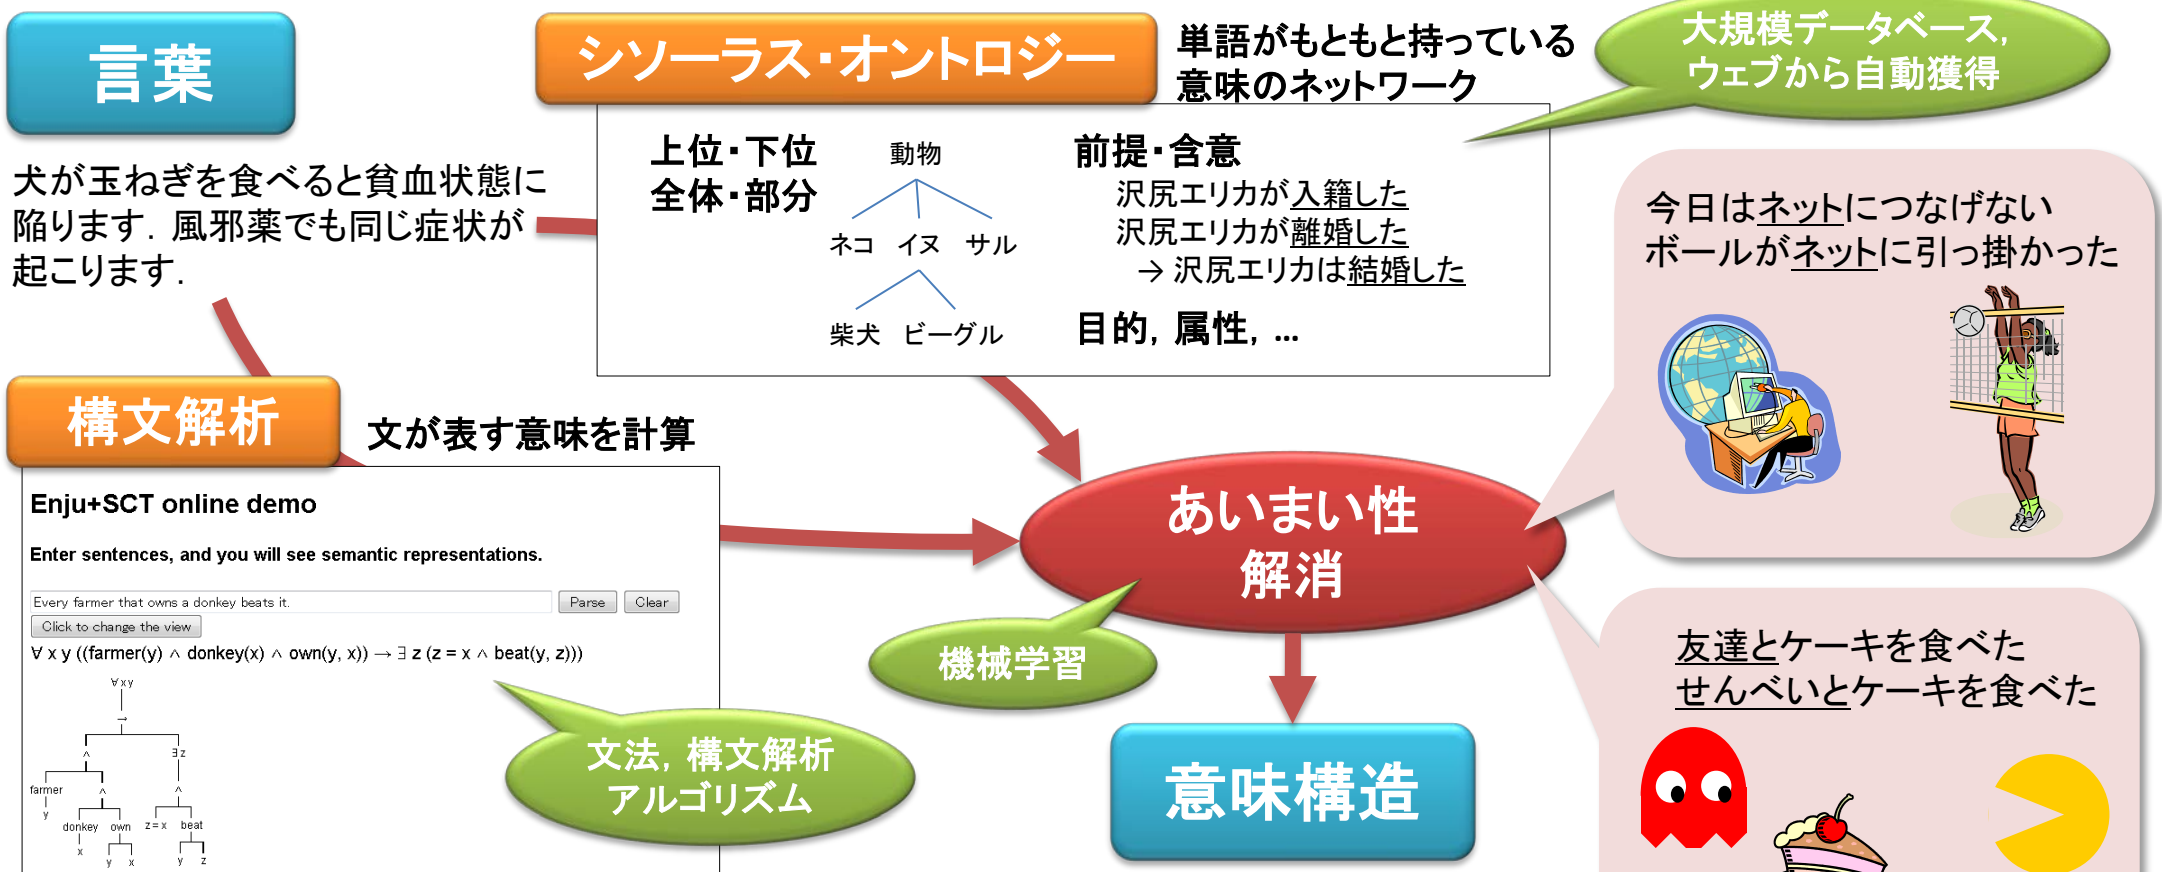 言葉
犬が玉ねぎを食べると貧血状態に
陥ります．風邪薬でも同じ症状が
起こります．
シソーラス・オントロジー
単語がもともと持っている
意味のネットワーク
大規模データベース，
ウェブから自動獲得
上位・下位
全体・部分
動物
ネコ イヌ サル
柴犬 ビーグル
前提・含意
沢尻エリカが入籍した
沢尻エリカが離婚した
→ 沢尻エリカは結婚した
目的，属性，...
今日はネットにつなげない
ボールがネットに引っ掛かった
構文解析
文が表す意味を計算
Enju+SCT online demo
Enter sentences, and you will see semantic representations.
Every farmer that owns a donkey beats it.
Parse
Clear
Click to change the view
∀ x y ((farmer(y) ∧ donkey(x) ∧ own(y, x)) → ∃ z (z = x ∧ beat(y, z)))
∀ x y
→
∧ ∃ z
farmer ∧ ∧
y donkey own z = x beat
x y x y z
文法，構文解析
アルゴリズム
あいまい性
解消
機械学習
意味構造
友達とケーキを食べた
せんべいとケーキを食べた